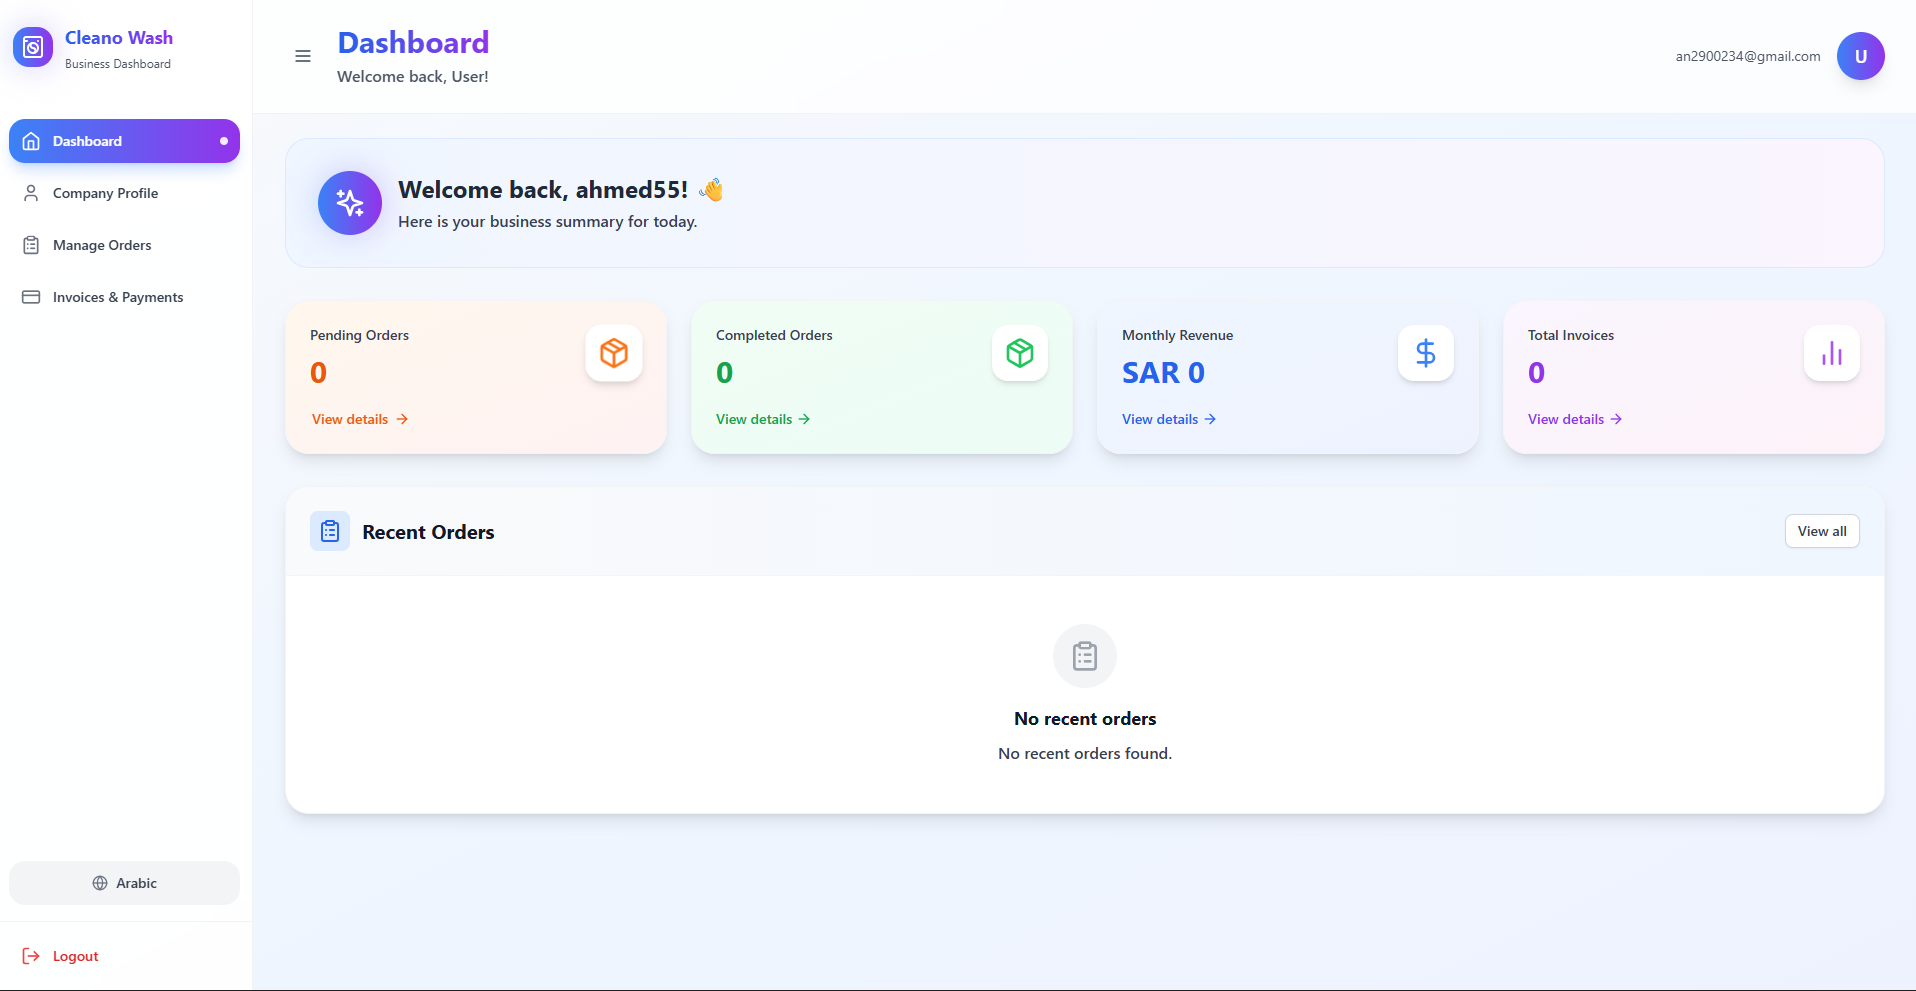 Cleano Wash
Business Dashboard
Dashboard
Company Profile
Manage Orders
Invoices & Payments
Arabic
Logout
Dashboard
Welcome back, User!
an2900234@gmail.com
U
Welcome back, ahmed55! 👋
Here is your business summary for today.
Pending Orders
0
View details →
Completed Orders
0
View details →
Monthly Revenue
SAR 0
View details →
Total Invoices
0
View details →
Recent Orders
View all
No recent orders
No recent orders found.